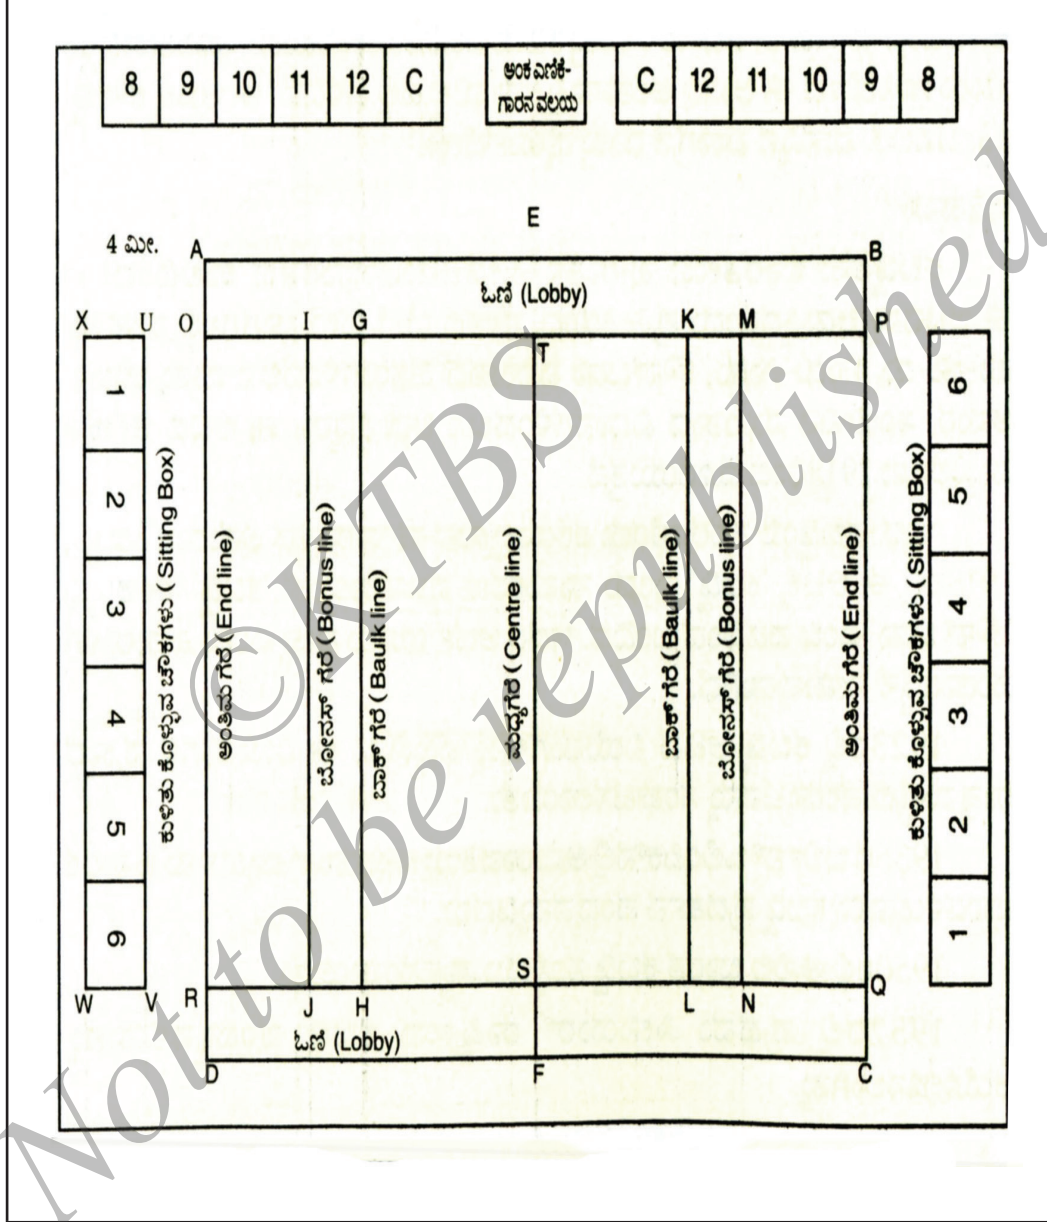 8 9 10 11 12 C
ಅಂಕ ಎಣಿಕೆ-
ಗಾರನ ವಲಯ
C 12 11 10 9 8
E
4 ಮೀ. A B
ಓಣಿ (Lobby)
X U O I G K M P
T
1 2 3 4 5 6
ಕುಳಿತು ಕೊಳ್ಳುವ ಚೌಕಗಳು (Sitting Box)
ಅಂತಿಮ ಗೆರೆ (End line)
ಬೋನಸ್ ಗೆರೆ (Bonus line)
ಬಾಕ್ ಗೆರೆ (Baulk line)
ಮಧ್ಯಗೆರೆ (Centre line)
ಬಾಕ್ ಗೆರೆ (Baulk line)
ಬೋನಸ್ ಗೆರೆ (Bonus line)
ಅಂತಿಮ ಗೆರೆ (End line)
ಕುಳಿತು ಕೊಳ್ಳುವ ಚೌಕಗಳು (Sitting Box)
6 5 4 3 2 1
S
W V R J H L N Q
ಓಣಿ (Lobby)
D F C
©KTBS
Not to be republished